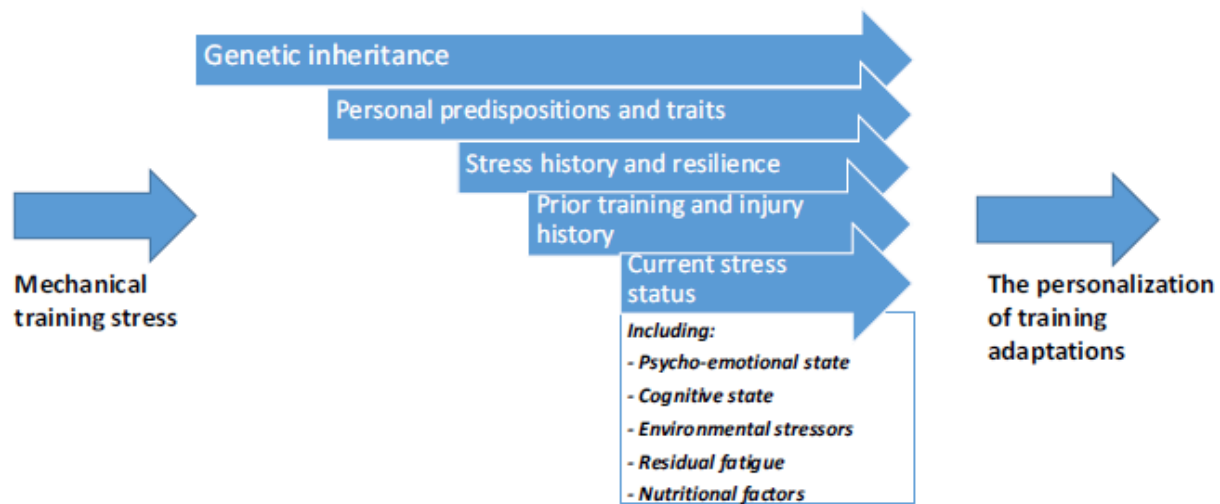 Genetic inheritance
Personal predispositions and traits
Stress history and resilience
Prior training and injury
history
Current stress
status
Mechanical
training stress
The personalization
of training
adaptations
Including:
- Psycho-emotional state
- Cognitive state
- Environmental stressors
- Residual fatigue
- Nutritional factors